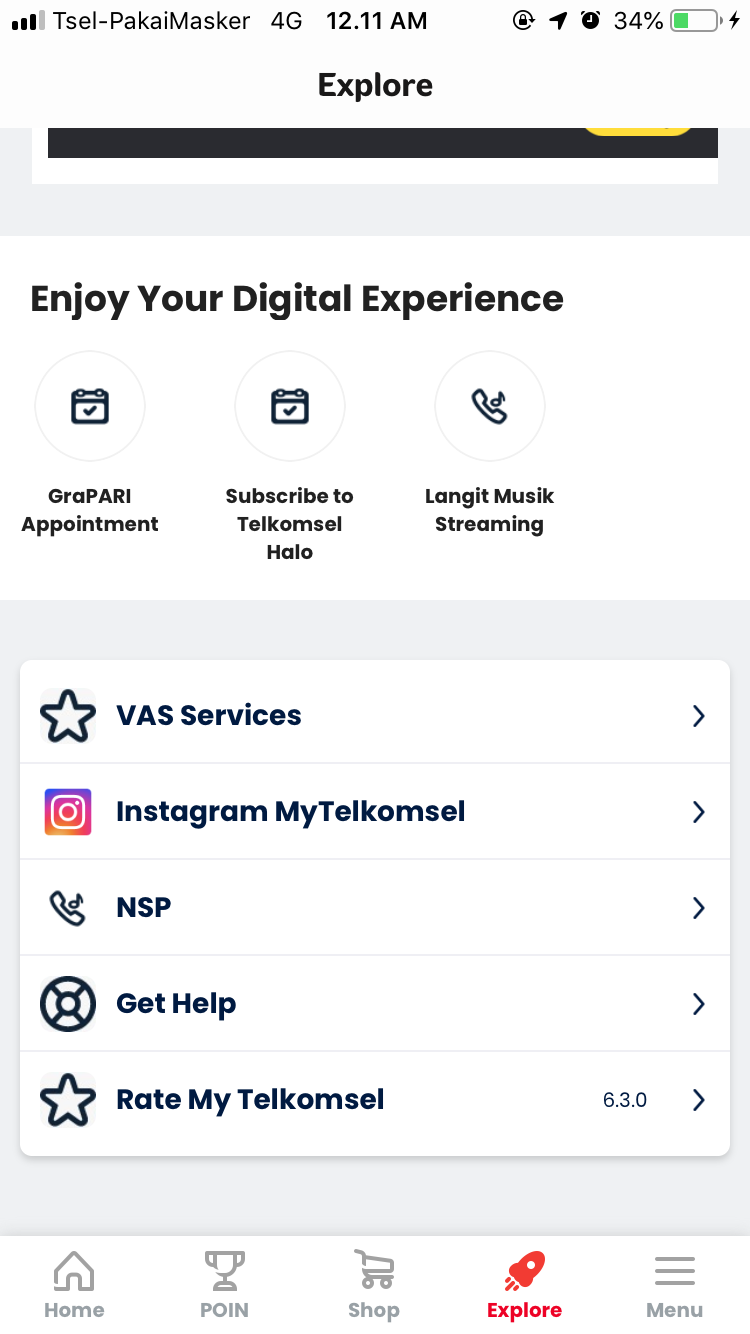 Tsel-PakaiMasker 4G 12.11 AM 34%
Explore
Enjoy Your Digital Experience
GraPARI
Appointment
Subscribe to
Telkomsel
Halo
Langit Musik
Streaming
VAS Services
Instagram MyTelkomsel
NSP
Get Help
Rate My Telkomsel 6.3.0
Home POIN Shop Explore Menu